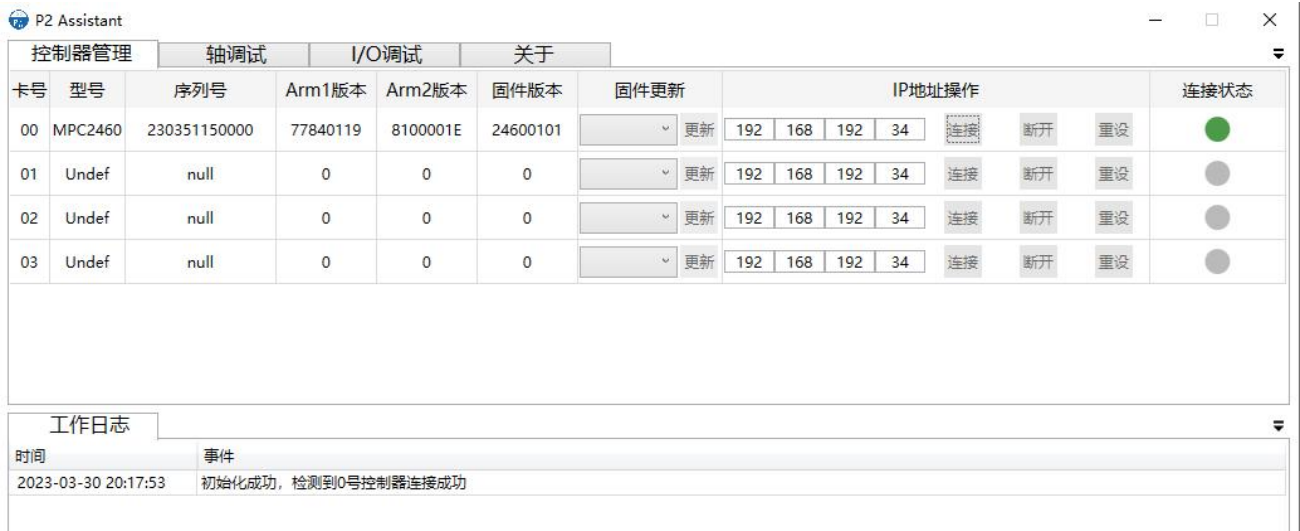 P2 Assistant
控制器管理 轴调试 I/O调试 关于
卡号 型号 序列号 Arm1版本 Arm2版本 固件版本 固件更新 IP地址操作 连接状态
00 MPC2460 230351150000 77840119 8100001E 24600101 更新 192 168 192 34 连接 断开 重设
01 Undef null 0 0 0 更新 192 168 192 34 连接 断开 重设
02 Undef null 0 0 0 更新 192 168 192 34 连接 断开 重设
03 Undef null 0 0 0 更新 192 168 192 34 连接 断开 重设
工作日志
时间 事件
2023-03-30 20:17:53 初始化成功，检测到0号控制器连接成功